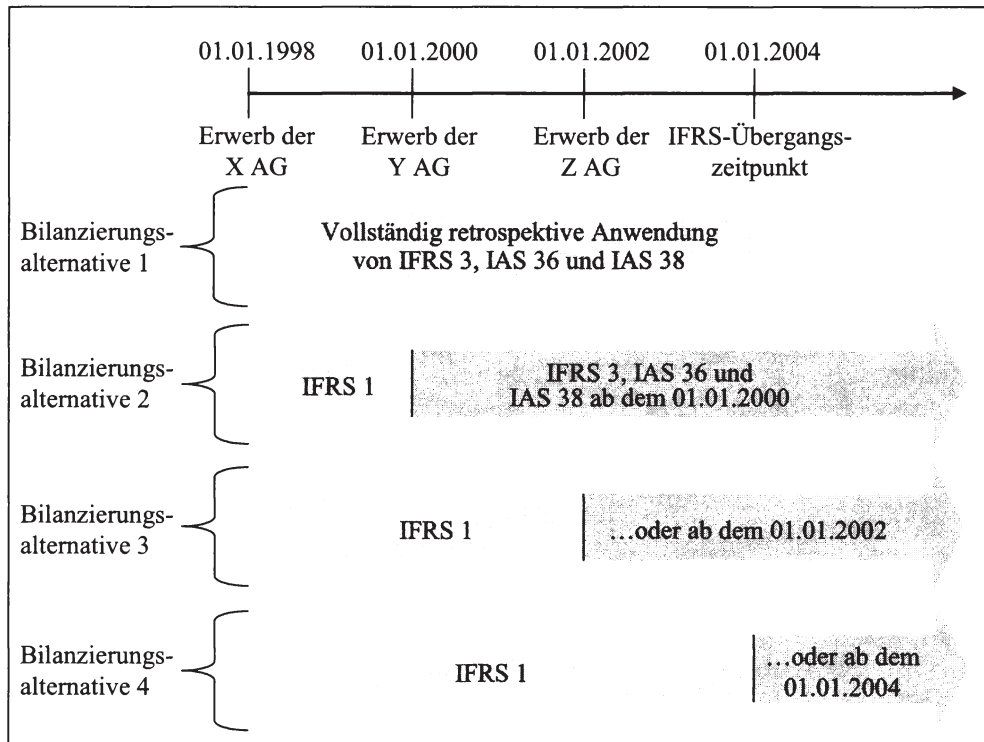 01.01.1998 01.01.2000 01.01.2002 01.01.2004
Erwerb der Erwerb der Erwerb der IFRS-Übergangs-
X AG Y AG Z AG zeitpunkt
Bilanzierungs-
alternative 1
Vollständig retrospektive Anwendung
von IFRS 3, IAS 36 und IAS 38
Bilanzierungs-
alternative 2
IFRS 1
IFRS 3, IAS 36 und
IAS 38 ab dem 01.01.2000
Bilanzierungs-
alternative 3
IFRS 1
...oder ab dem 01.01.2002
Bilanzierungs-
alternative 4
IFRS 1
...oder ab dem
01.01.2004